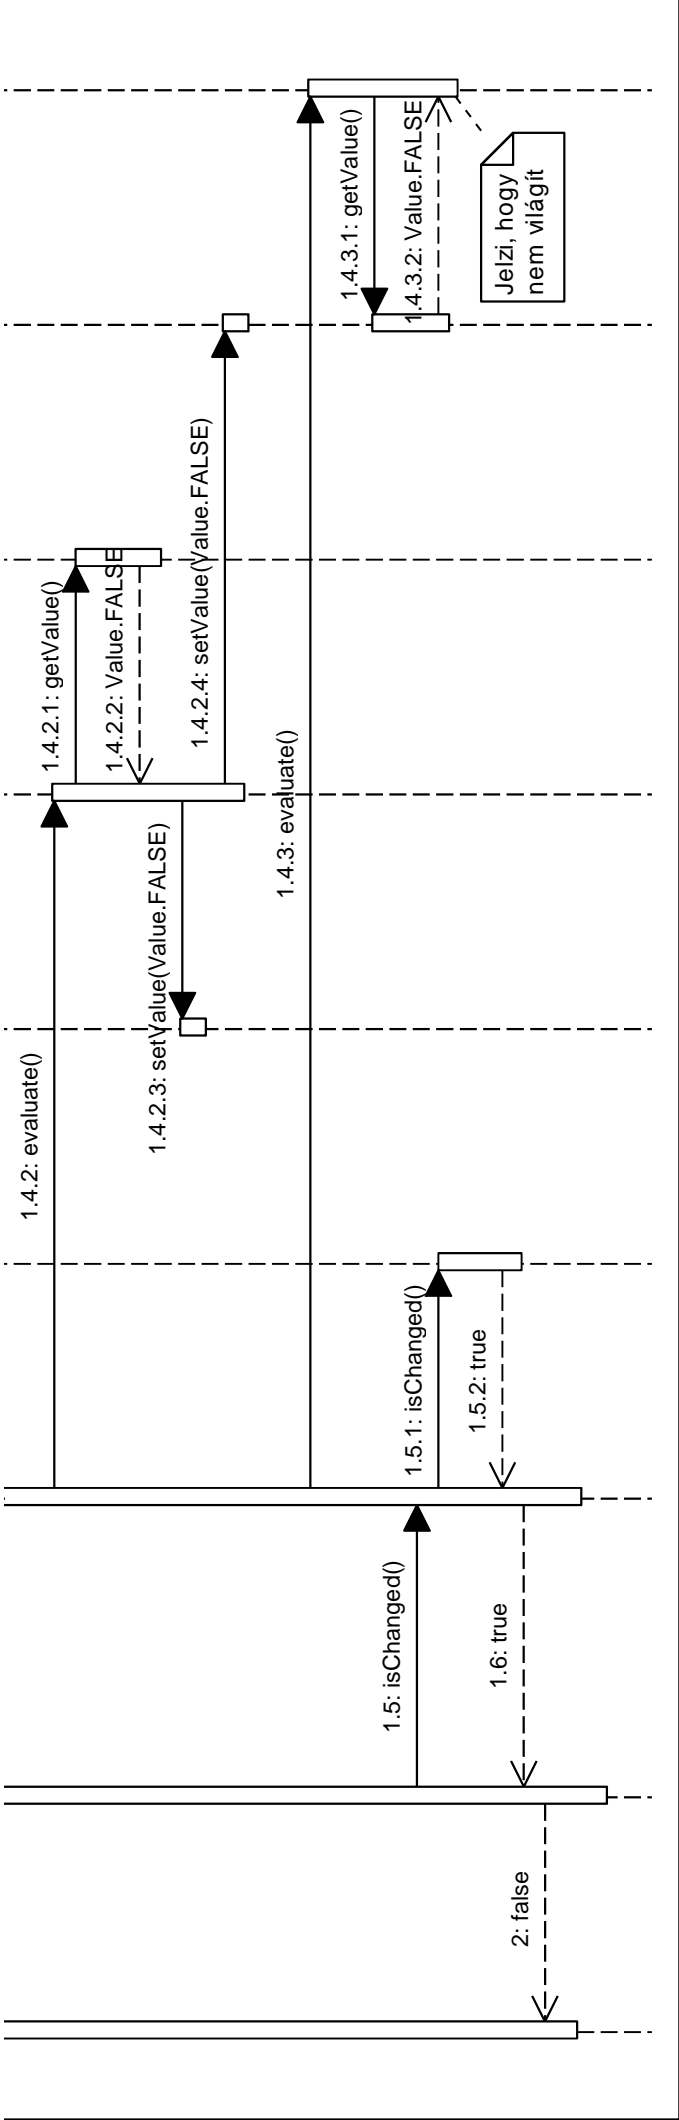 1.4.2: evaluate()
1.4.2.1: getValue()
1.4.2.2: Value.FALSE
1.4.2.3: setValue(Value.FALSE)
1.4.2.4: setValue(Value.FALSE)
1.4.3: evaluate()
1.4.3.1: getValue()
1.4.3.2: Value.FALSE
Jelzi, hogy
nem világít
1.5: isChanged()
1.5.1: isChanged()
1.5.2: true
1.6: true
2: false